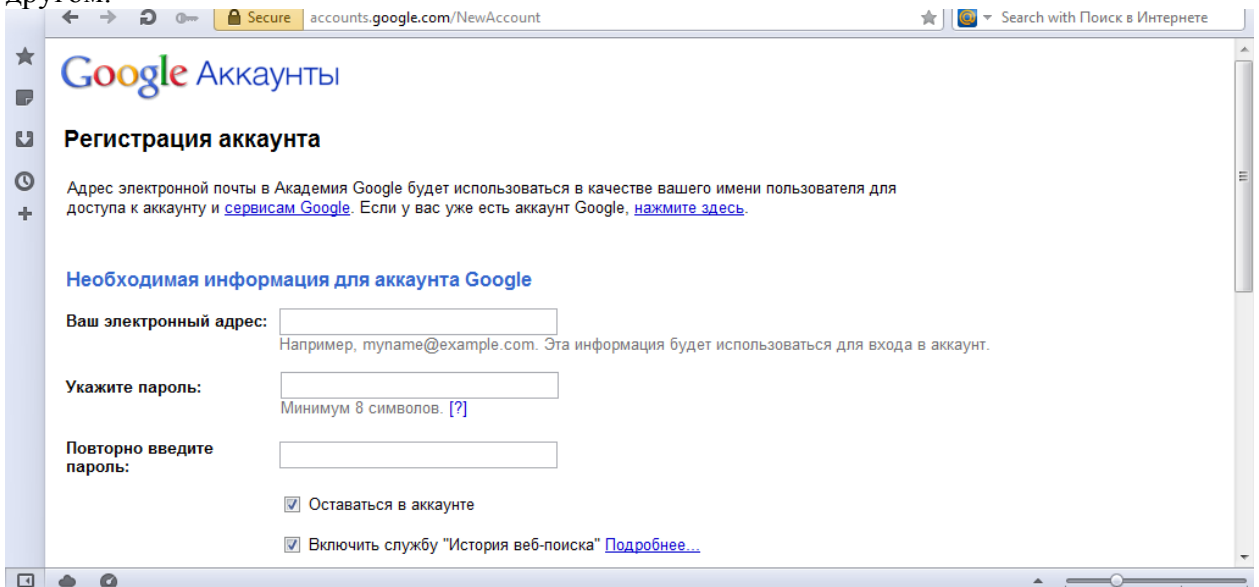 другом.
Secure accounts.google.com/NewAccount Search with Поиск в Интернете
Google Аккаунты
Регистрация аккаунта
Адрес электронной почты в Академия Google будет использоваться в качестве вашего имени пользователя для
доступа к аккаунту и сервисам Google. Если у вас уже есть аккаунт Google, нажмите здесь.
Необходимая информация для аккаунта Google
Ваш электронный адрес:
Например, myname@example.com. Эта информация будет использоваться для входа в аккаунт.
Укажите пароль:
Минимум 8 символов. [?]
Повторно введите
пароль:
Оставаться в аккаунте
Включить службу "История веб-поиска" Подробнее...